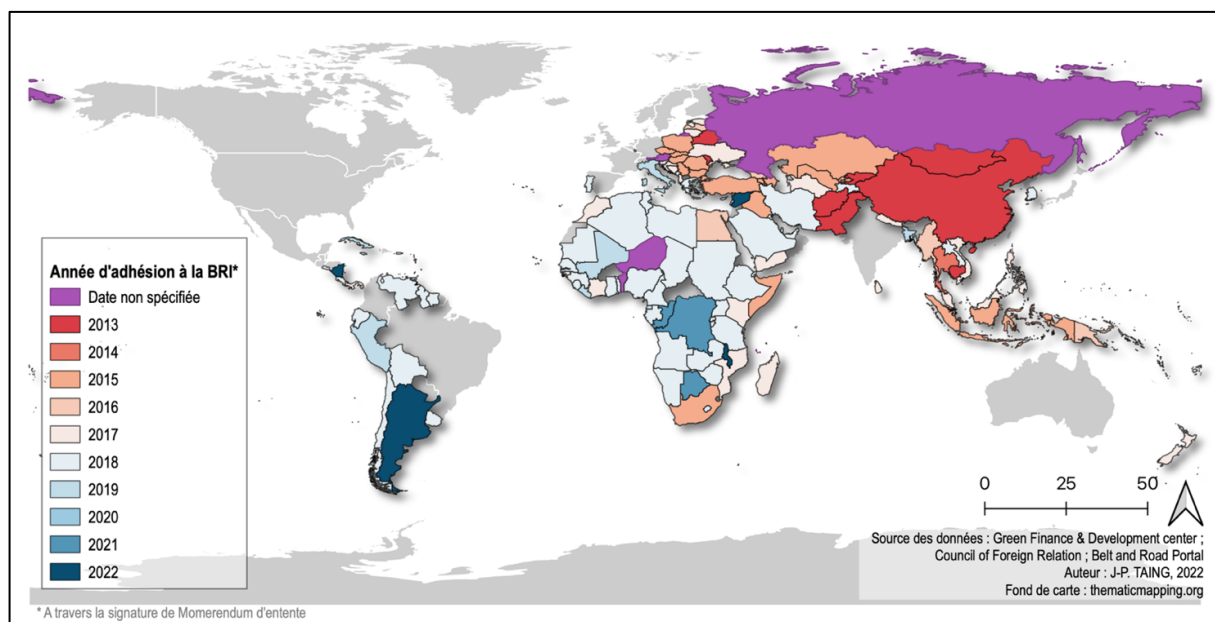 Année d'adhésion à la BRI*
Date non spécifiée
2013
2014
2015
2016
2017
2018
2019
2020
2021
2022
0 25 50
Source des données : Green Finance & Development center ;
Council of Foreign Relation ; Belt and Road Portal
Auteur : J-P. TAING, 2022
Fond de carte : thematicmapping.org
* A travers la signature de Momerendum d'entente